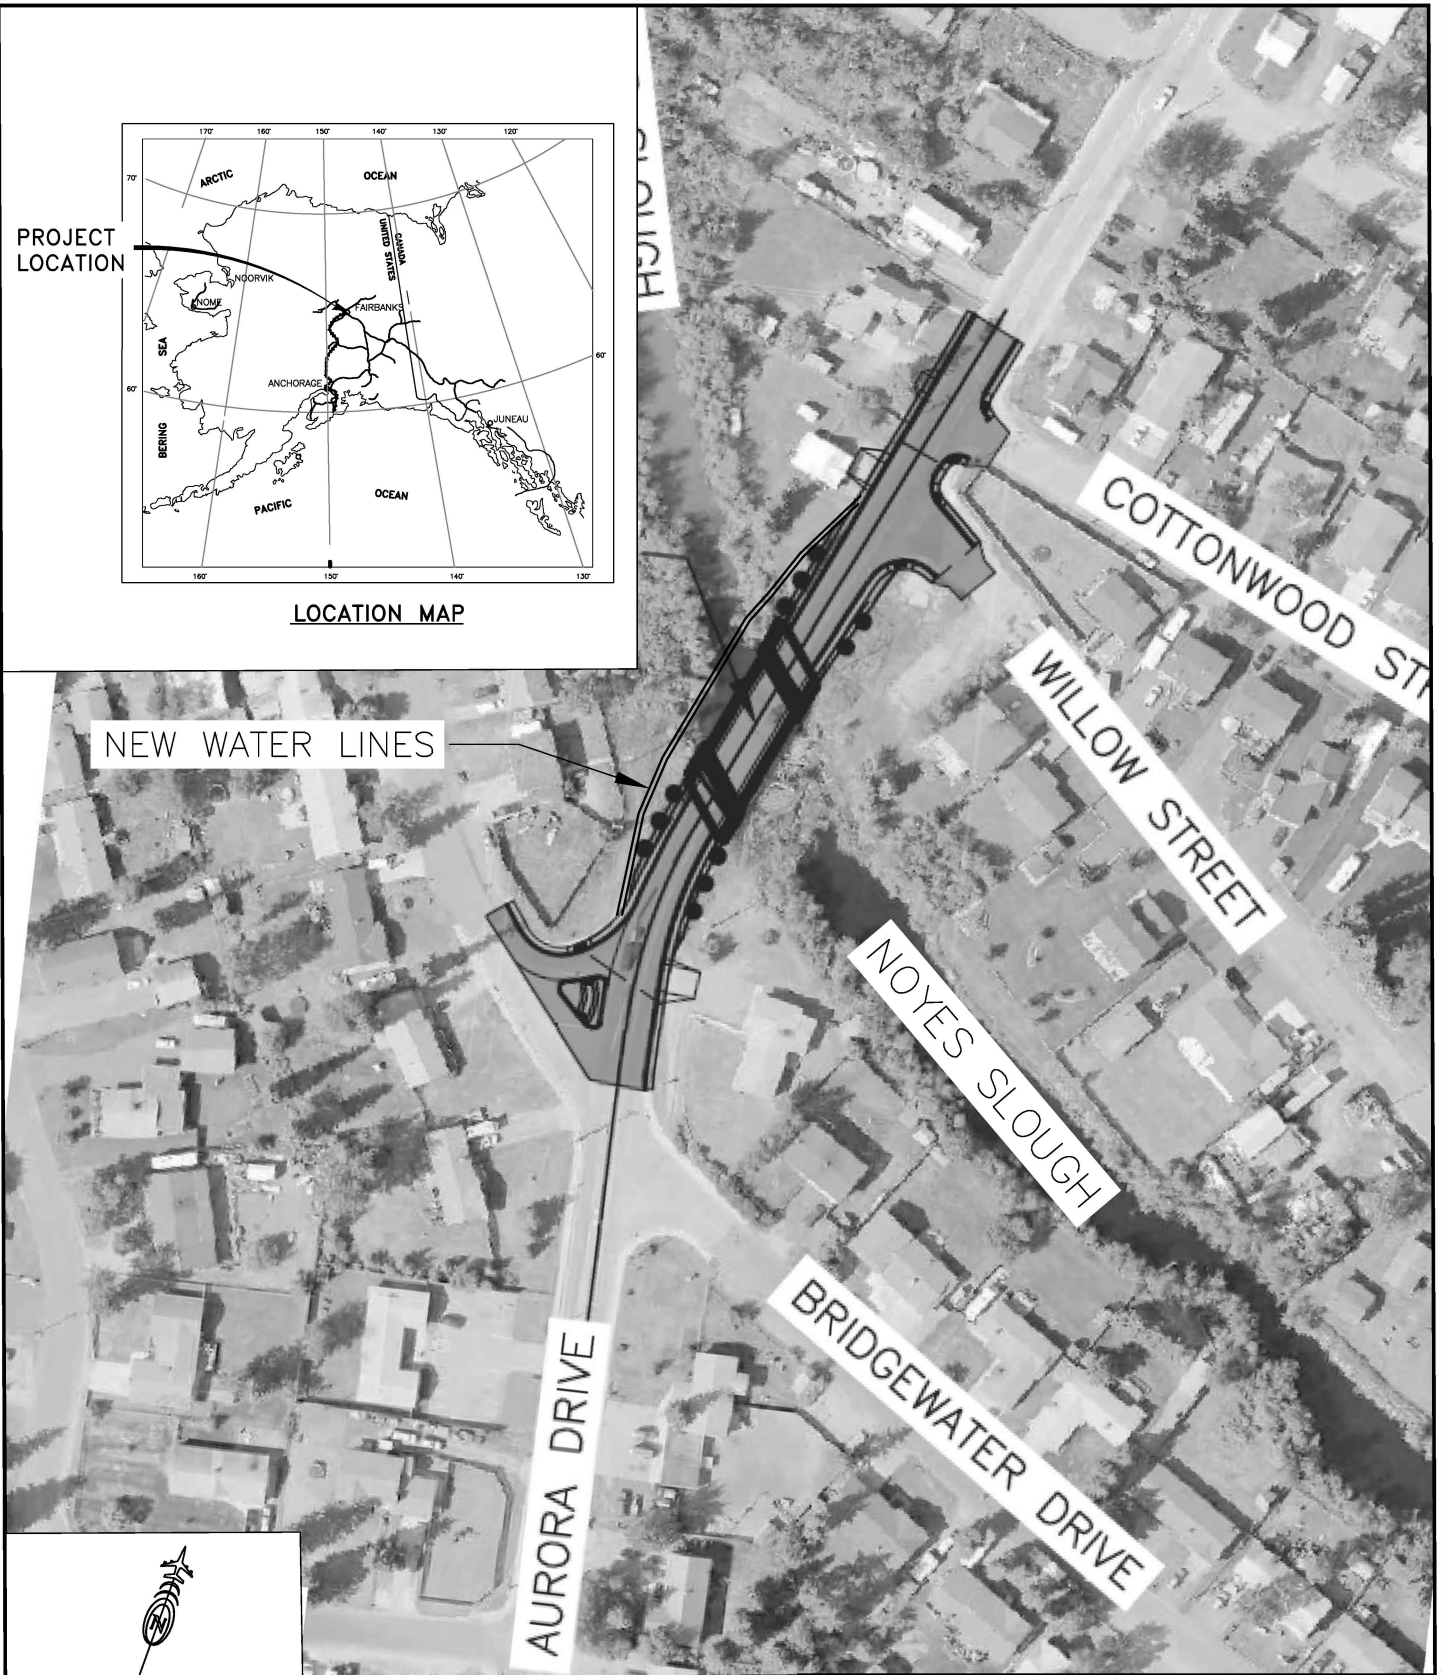 170'
160'
150'
140'
130'
120'
70'
ARCTIC
OCEAN
CANADA
UNITED STATES
PROJECT
LOCATION
NOORVIK
NOME
FAIRBANKS
SEA
60'
60'
ANCHORAGE
JUNEAU
BERING
PACIFIC
OCEAN
160'
150'
140'
130'
LOCATION MAP
SLOUGH
COTTONWOOD ST
WILLOW STREET
NEW WATER LINES
NOYES SLOUGH
BRIDGEWATER DRIVE
AURORA DRIVE
N